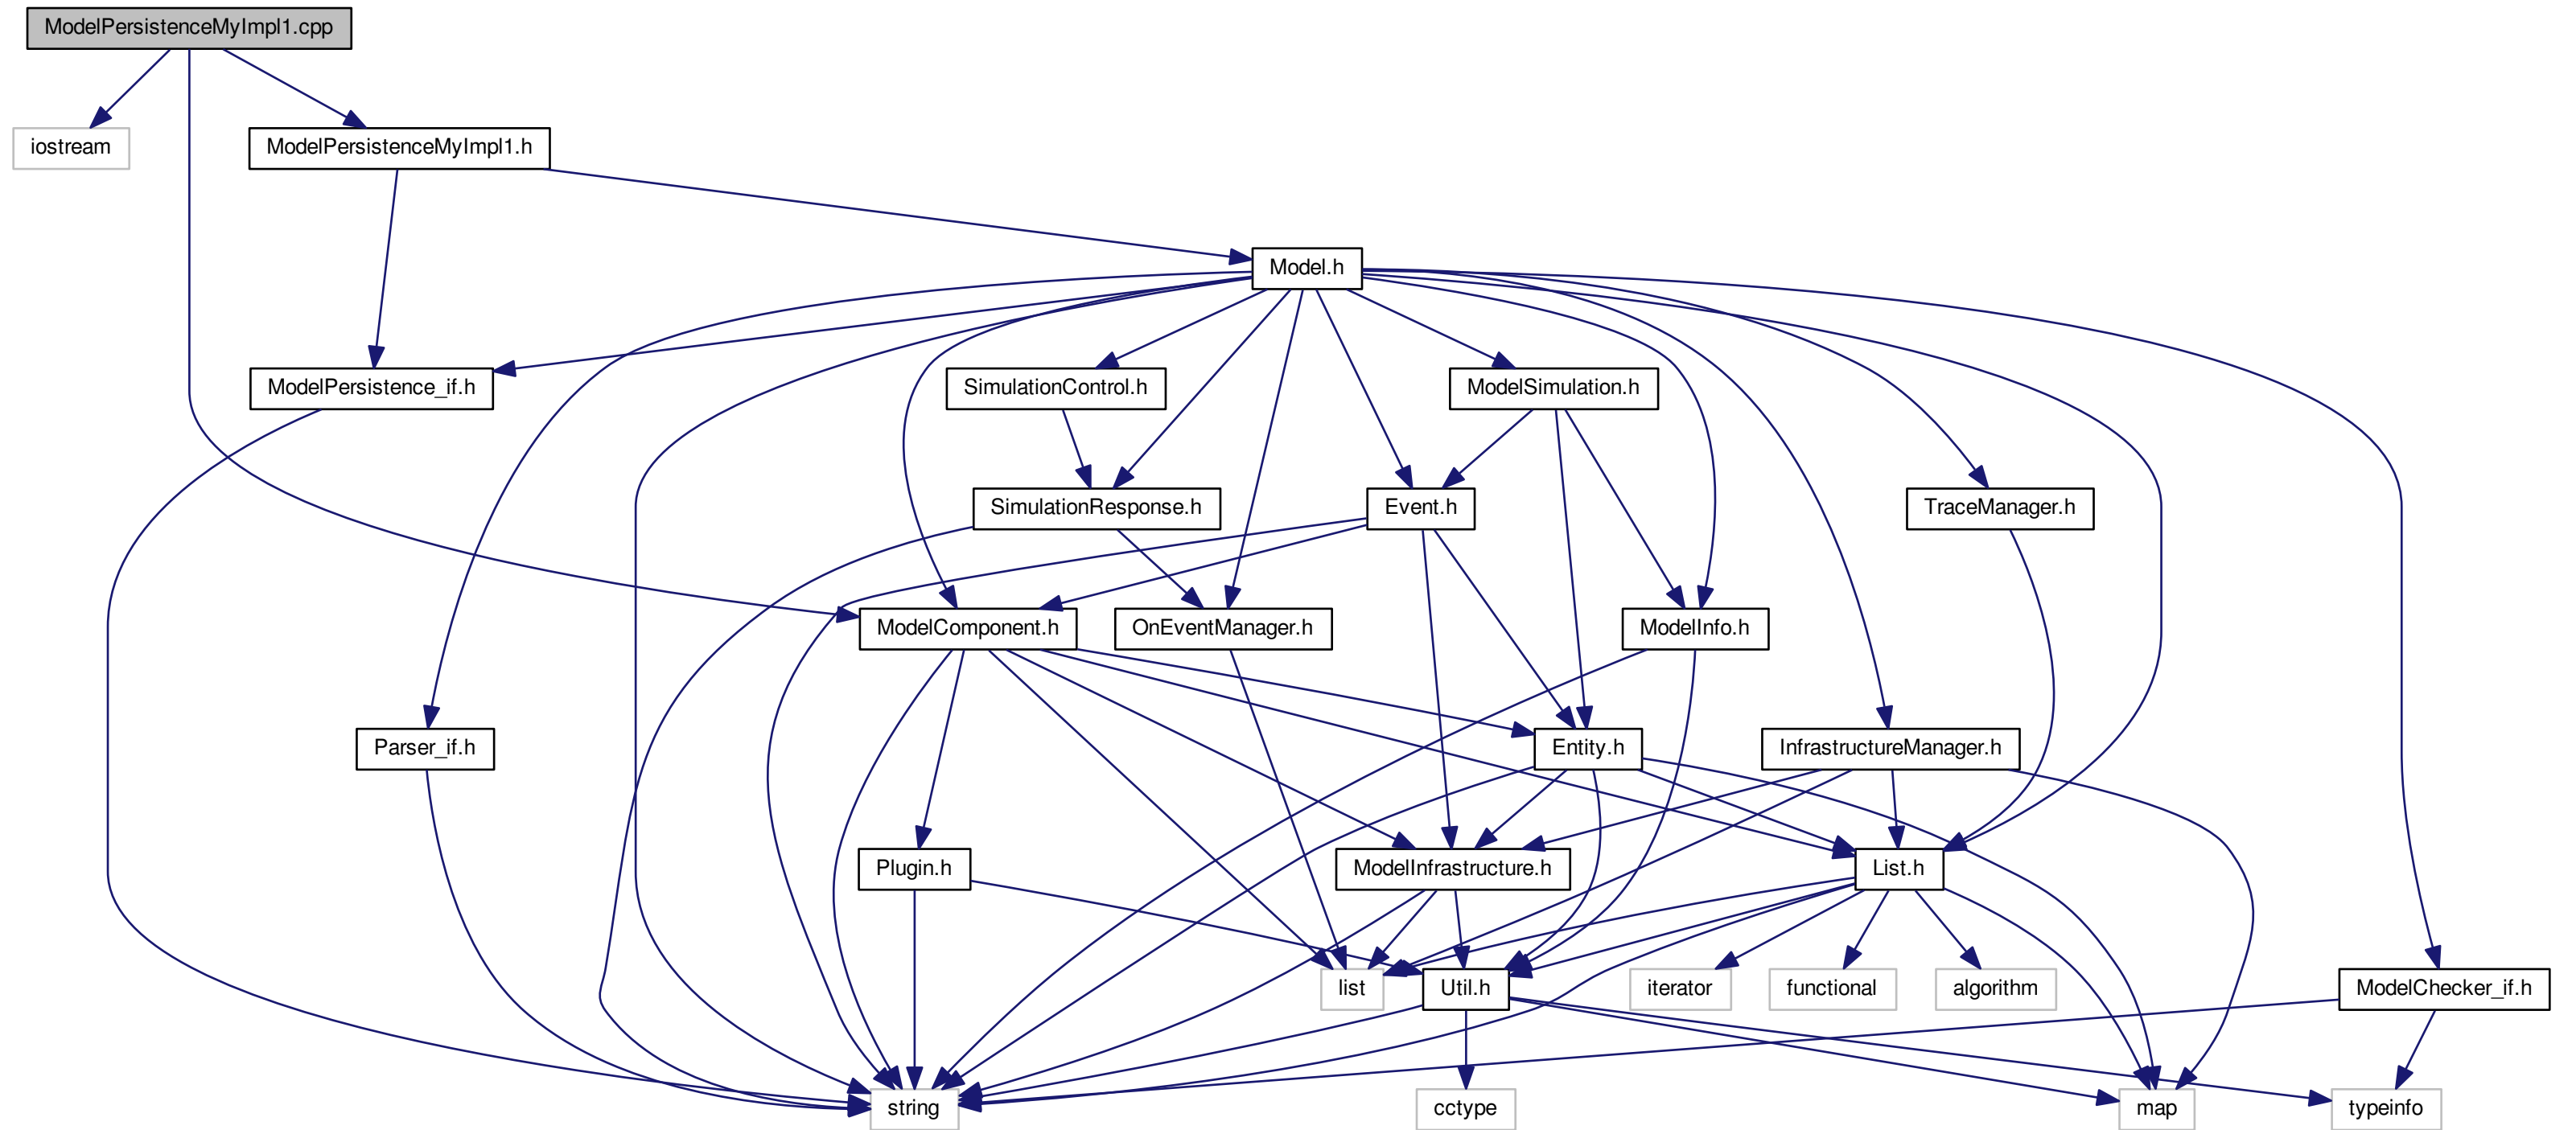 ModelPersistenceMyImpl1.cpp
iostream
ModelPersistenceMyImpl1.h
Model.h
ModelPersistence_if.h
SimulationControl.h
ModelSimulation.h
SimulationResponse.h
Event.h
TraceManager.h
ModelComponent.h
OnEventManager.h
ModelInfo.h
Parser_if.h
Entity.h
InfrastructureManager.h
Plugin.h
ModelInfrastructure.h
List.h
list
Util.h
iterator
functional
algorithm
ModelChecker_if.h
string
cctype
map
typeinfo